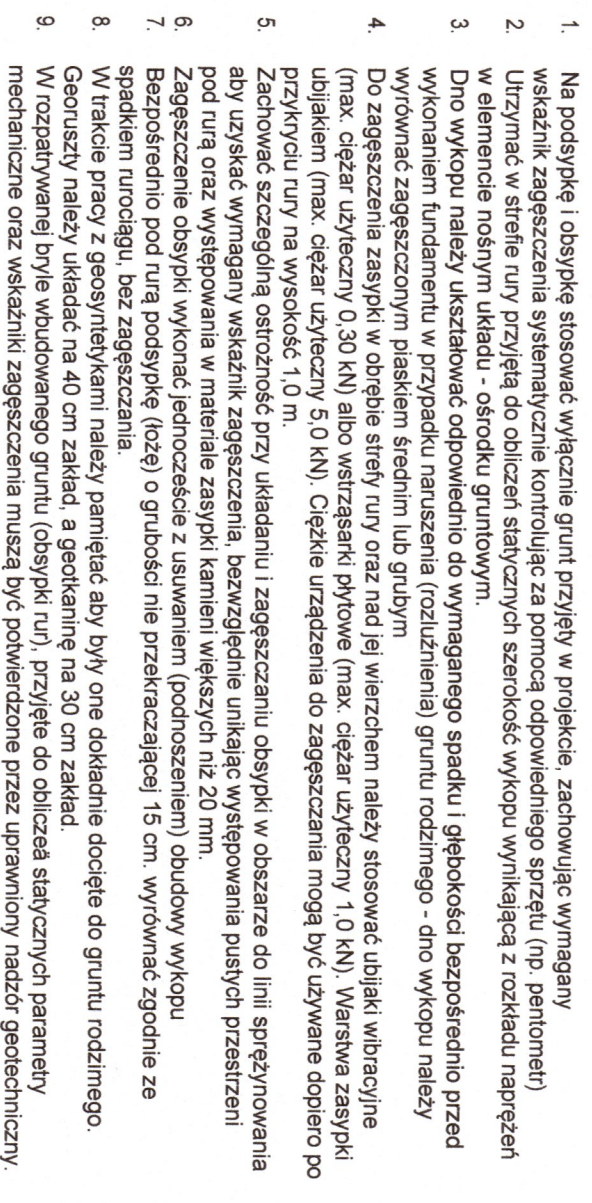 1. Na podsypkę i obsypkę stosować wyłącznie grunt przyjęty w projekcie, zachowując wymagany
wskaźnik zagęszczenia systematycznie kontrolując za pomocą odpowiedniego sprzętu (np. pentometr)
2. Utrzymać w strefie rury przyjętą do obliczeń statycznych szerokość wykopu wynikającą z rozkładu naprężeń
w elemencie nośnym układu - ośrodku gruntowym.
3. Dno wykopu należy ukształtować odpowiednio do wymaganego spadku i głębokości bezpośrednio przed
wykonaniem fundamentu w przypadku naruszenia (rozluźnienia) gruntu rodzimego - dno wykopu należy
wyrównać zagęszczonym piaskiem średnim lub grubym
4. Do zagęszczenia zasypki w obrębie strefy rury oraz nad jej wierzchem należy stosować ubijaki wibracyjne
(max. ciężar użyteczny 0,30 kN) albo wstrząsarki płytowe (max. ciężar użyteczny 1,0 kN). Warstwa zasypki
ubijakiem (max. ciężar użyteczny 5,0 kN). Ciężkie urządzenia do zagęszczania mogą być używane dopiero po
przykryciu rury na wysokość 1,0 m.
5. Zachować szczególną ostrożność przy układaniu i zagęszczaniu obsypki w obszarze do linii sprężynowania
aby uzyskać wymagany wskaźnik zagęszczenia, bezwzględnie unikając występowania pustych przestrzeni
pod rurą oraz występowania w materiale zasypki kamieni większych niż 20 mm.
6. Zagęszczenie obsypki wykonać jednoczeście z usuwaniem (podnoszeniem) obudowy wykopu
7. Bezpośrednio pod rurą podsypkę (łożę) o grubości nie przekraczającej 15 cm. wyrównać zgodnie ze
spadkiem rurociągu, bez zagęszczania.
8. W trakcie pracy z geosyntetykami należy pamiętać aby były one dokładnie docięte do gruntu rodzimego.
Georuszty należy układać na 40 cm zakład, a geotkaninę na 30 cm zakład.
9. W rozpatrywanej bryle wbudowanego gruntu (obsypki rur), przyjęte do obliczeä statycznych parametry
mechaniczne oraz wskaźniki zagęszczenia muszą być potwierdzone przez uprawniony nadzór geotechniczny.